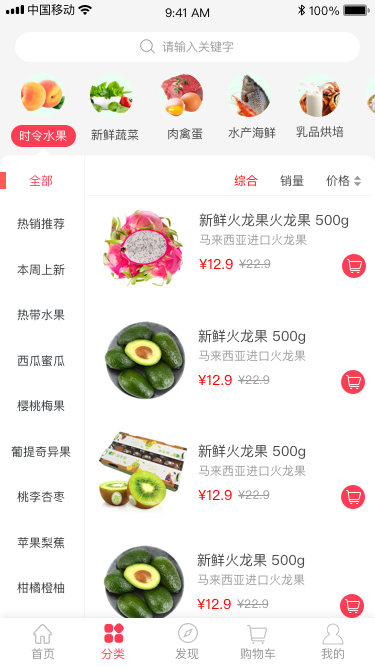 中国移动 9:41 AM 100%
请输入关键字
时令水果 新鲜蔬菜 肉禽蛋 水产海鲜 乳品烘培
全部
热销推荐
本周上新
热带水果
西瓜蜜瓜
樱桃梅果
葡提奇异果
桃李杏枣
苹果梨蕉
柑橘橙柚
综合 销量 价格
新鲜火龙果火龙果 500g
马来西亚进口火龙果
¥12.9 ¥22.9
新鲜火龙果 500g
马来西亚进口火龙果
¥12.9 ¥22.9
新鲜火龙果 500g
马来西亚进口火龙果
¥12.9 ¥22.9
新鲜火龙果 500g
马来西亚进口火龙果
¥12.9 ¥22.9
首页 分类 发现 购物车 我的